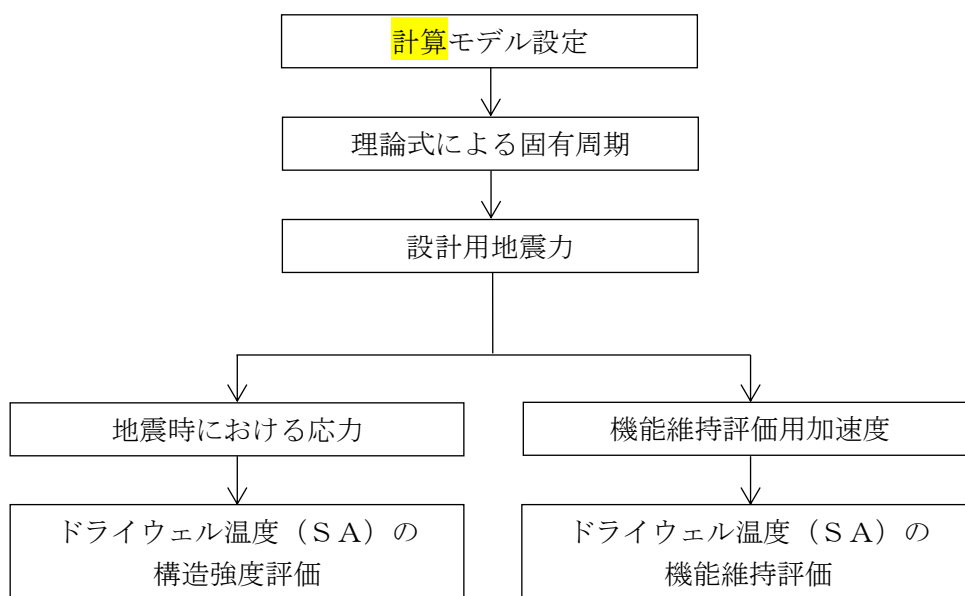 計算モデル設定
理論式による固有周期
設計用地震力
地震時における応力
機能維持評価用加速度
ドライウェル温度（ＳＡ）の
構造強度評価
ドライウェル温度（ＳＡ）の
機能維持評価